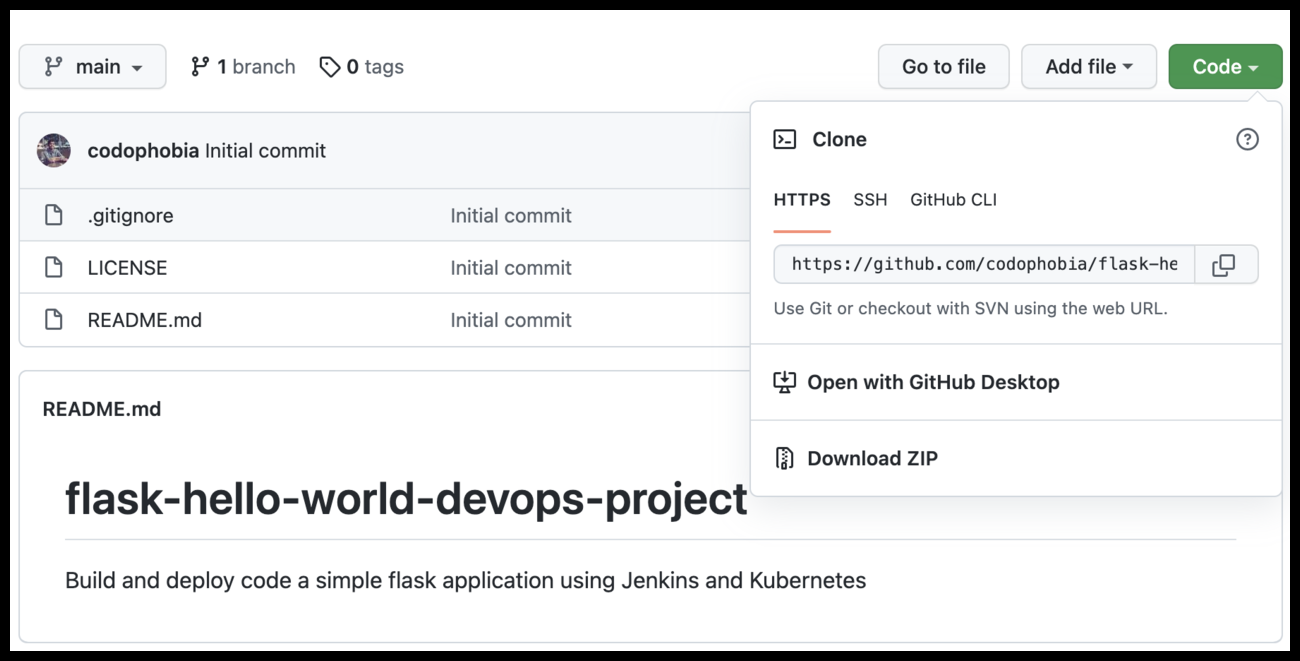 main 1 branch 0 tags Go to file Add file Code
codophobia Initial commit
.gitignore Initial commit
LICENSE Initial commit
README.md Initial commit
Clone
HTTPS SSH GitHub CLI
https://github.com/codophobia/flask-he
Use Git or checkout with SVN using the web URL.
Open with GitHub Desktop
Download ZIP
README.md
flask-hello-world-devops-project
Build and deploy code a simple flask application using Jenkins and Kubernetes